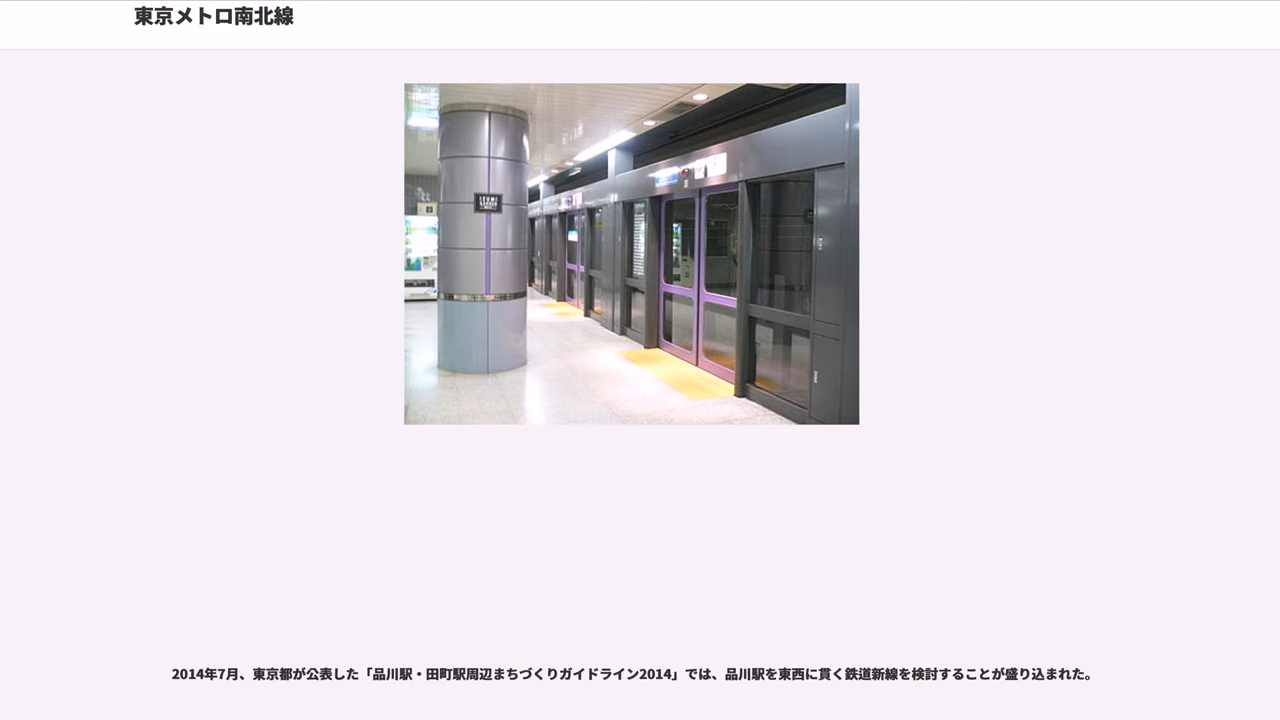 東京メトロ南北線
IZUMI
GARDEN
2014年7月、東京都が公表した「品川駅・田町駅周辺まちづくりガイドライン2014」では、品川駅を東西に貫く鉄道新線を検討することが盛り込まれた。